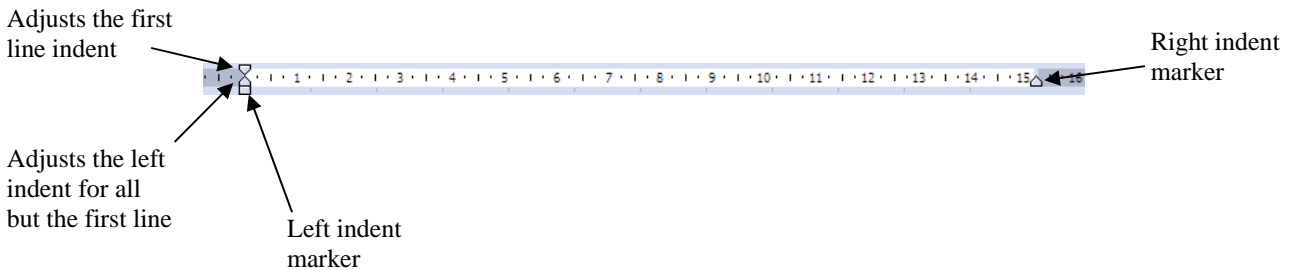 Adjusts the first
line indent
Right indent
marker
1 2 3 4 5 6 7 8 9 10 11 12 13 14 15 16
Adjusts the left
indent for all
but the first line
Left indent
marker